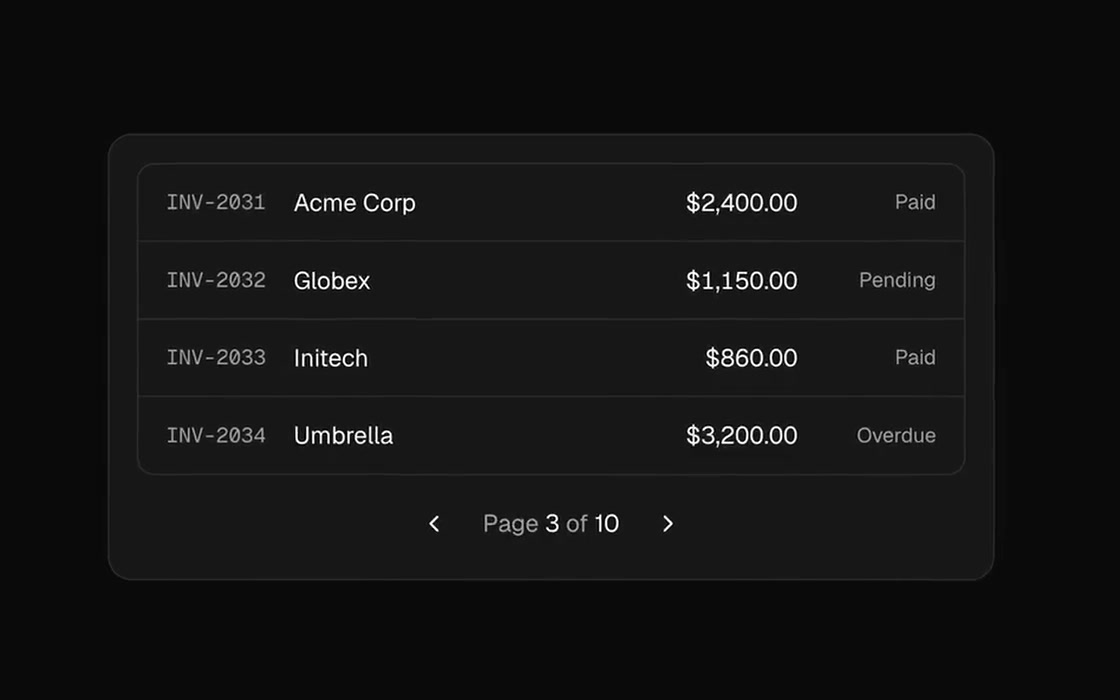 INV-2031 Acme Corp $2,400.00 Paid
INV-2032 Globex $1,150.00 Pending
INV-2033 Initech $860.00 Paid
INV-2034 Umbrella $3,200.00 Overdue
Page 3 of 10